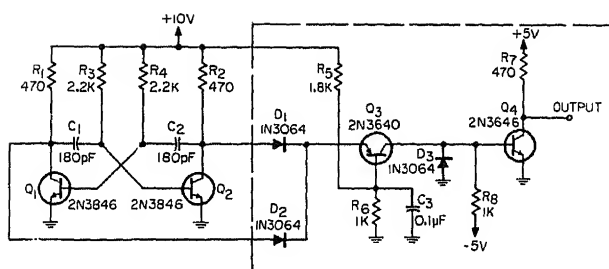 +10V
+5V
R1
470
R3
2.2K
R4
2.2K
R2
470
R5
1.8K
R7
470
Q4
2N3646
OUTPUT
Q3
2N3640
D1
1N3064
C1
180pF
C2
180pF
D3
1N3064
Q1
2N3846
2N3846
Q2
D2
1N3064
R6
1K
C3
0.1µF
R8
1K
-5V